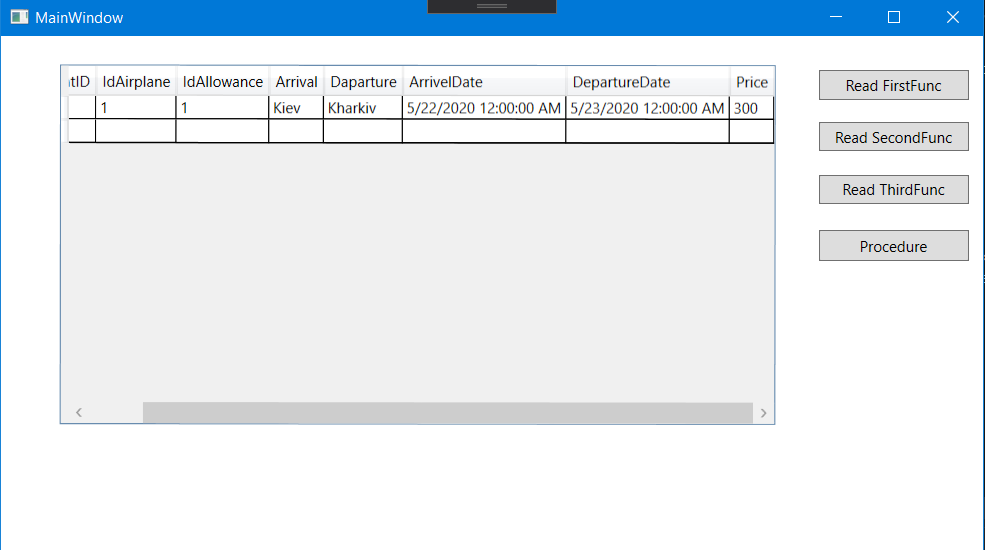 MainWindow
tID IdAirplane IdAllowance Arrival Daparture ArrivelDate DepartureDate Price
1 1 Kiev Kharkiv 5/22/2020 12:00:00 AM 5/23/2020 12:00:00 AM 300
Read FirstFunc
Read SecondFunc
Read ThirdFunc
Procedure